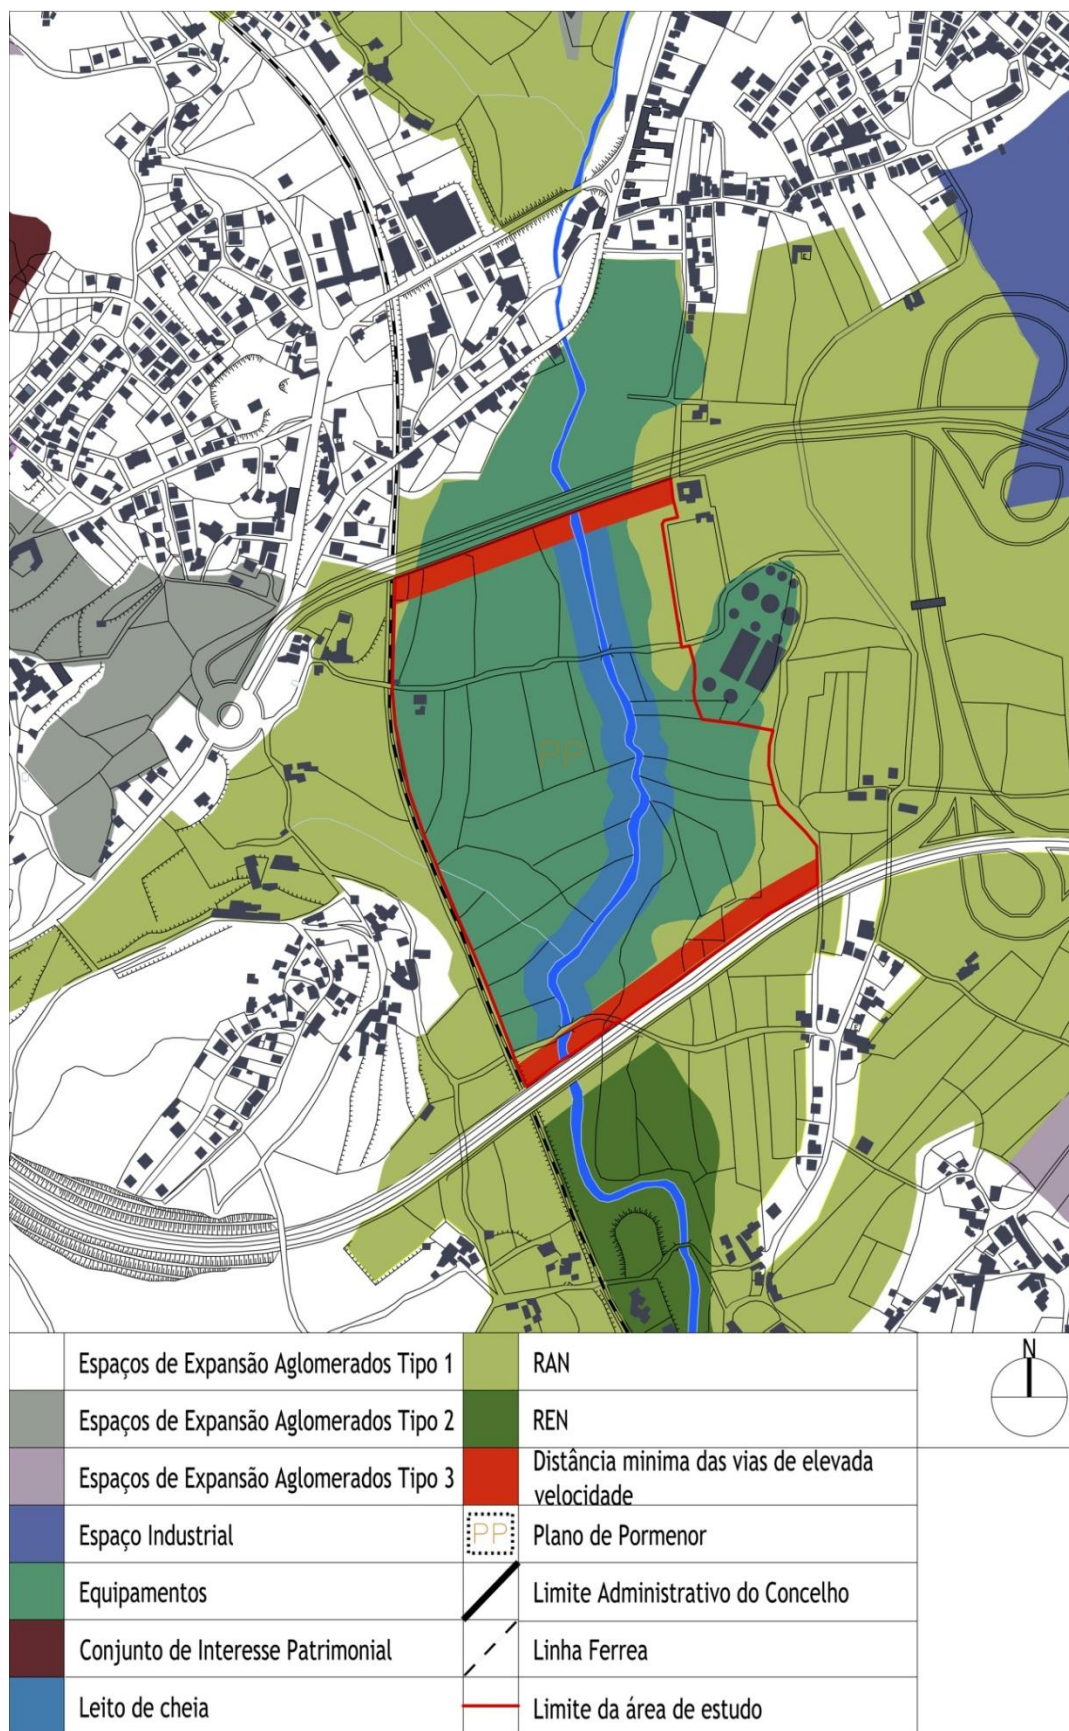 PP
Espaços de Expansão Aglomerados Tipo 1
RAN
N
Espaços de Expansão Aglomerados Tipo 2
REN
Espaços de Expansão Aglomerados Tipo 3
Distância minima das vias de elevada
velocidade
Espaço Industrial
PP
Plano de Pormenor
Equipamentos
Limite Administrativo do Concelho
Conjunto de Interesse Patrimonial
Linha Ferrea
Leito de cheia
Limite da área de estudo